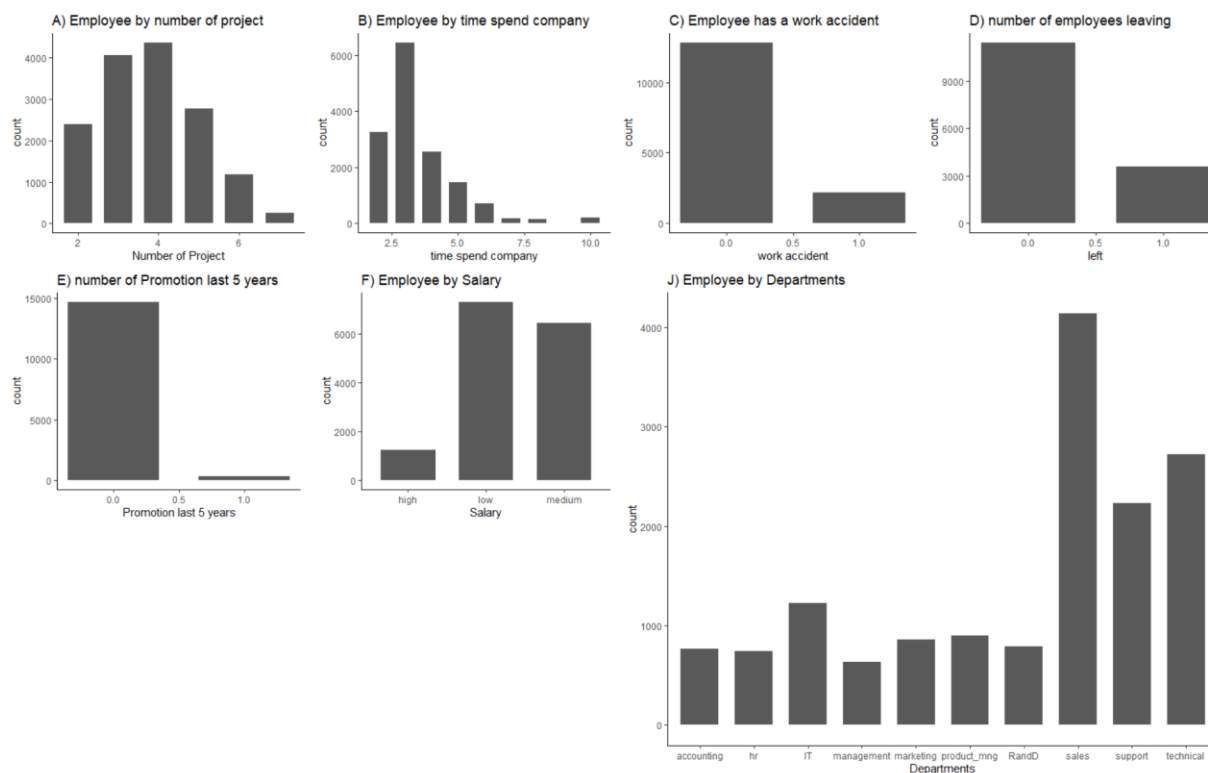 A) Employee by number of project
count
4000
3000
2000
1000
0
2
4
6
Number of Project
B) Employee by time spend company
count
6000
4000
2000
0
2.5
5.0
7.5
10.0
time spend company
C) Employee has a work accident
count
10000
5000
0
0.0
0.5
1.0
work accident
D) number of employees leaving
count
9000
6000
3000
0
0.0
0.5
1.0
left
E) number of Promotion last 5 years
count
15000
10000
5000
0
0.0
0.5
1.0
Promotion last 5 years
F) Employee by Salary
count
6000
4000
2000
0
high
low
medium
Salary
J) Employee by Departments
count
4000
3000
2000
1000
0
accounting
hr
IT
management
marketing
product_mng
RandD
sales
support
technical
Departments